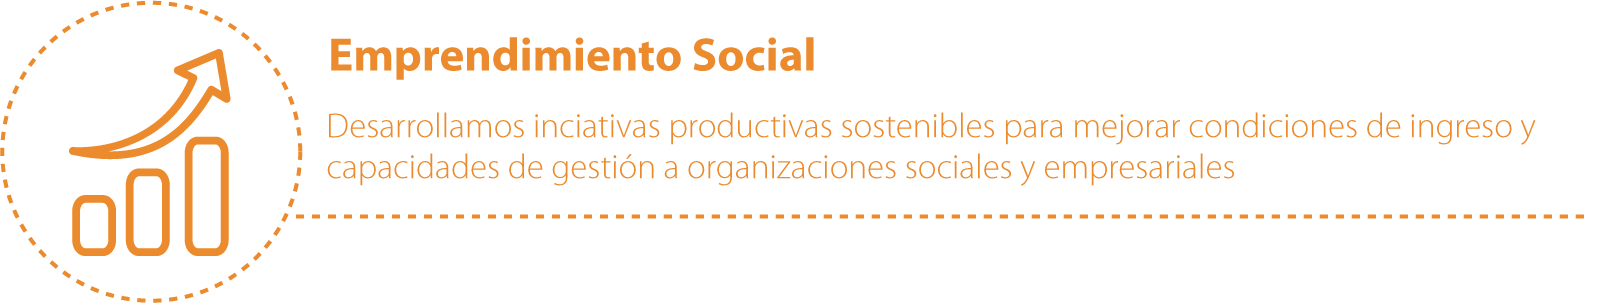 Emprendimiento Social
Desarrollamos inciativas productivas sostenibles para mejorar condiciones de ingreso y
capacidades de gestión a organizaciones sociales y empresariales